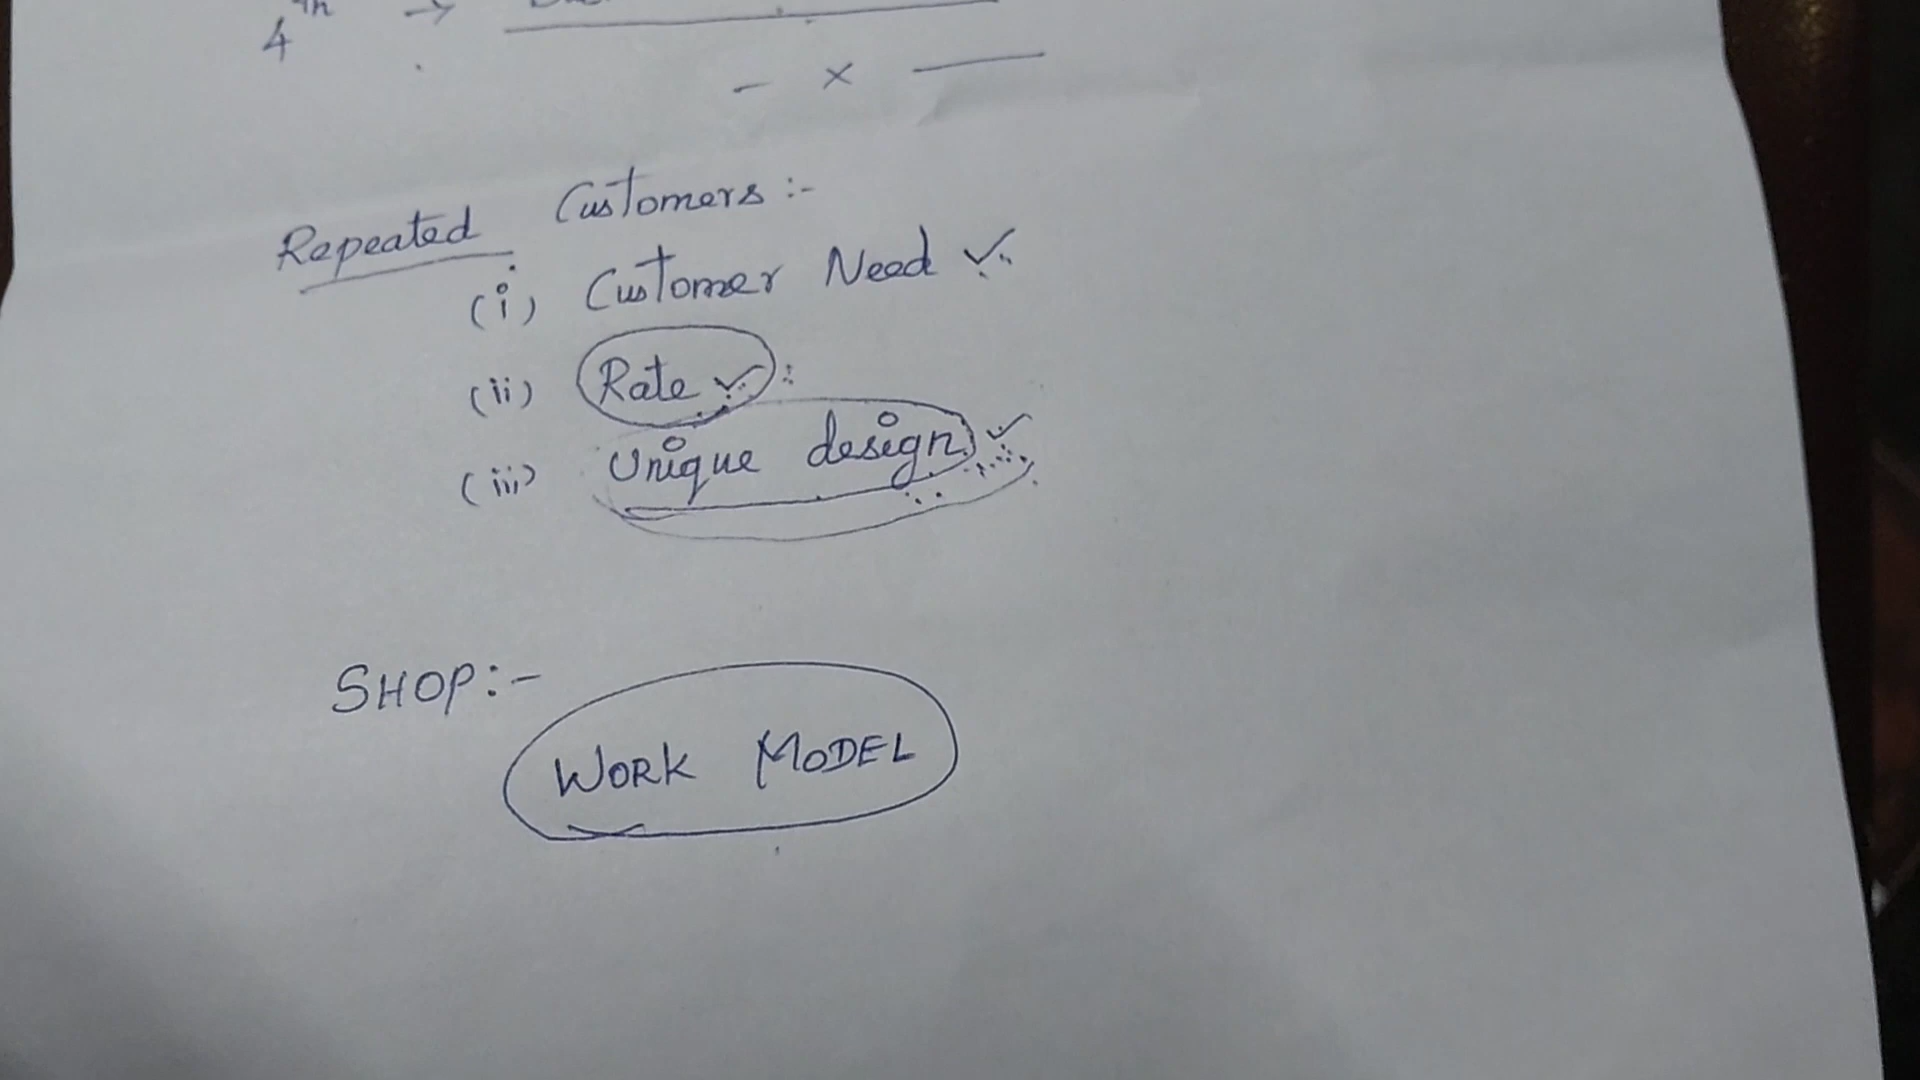 4th →
— × —
Repeated Customers :-
(i) Customer Need ✓
(ii) Rate ✓
(iii) Unique design ✓
SHOP:-
WORK MODEL